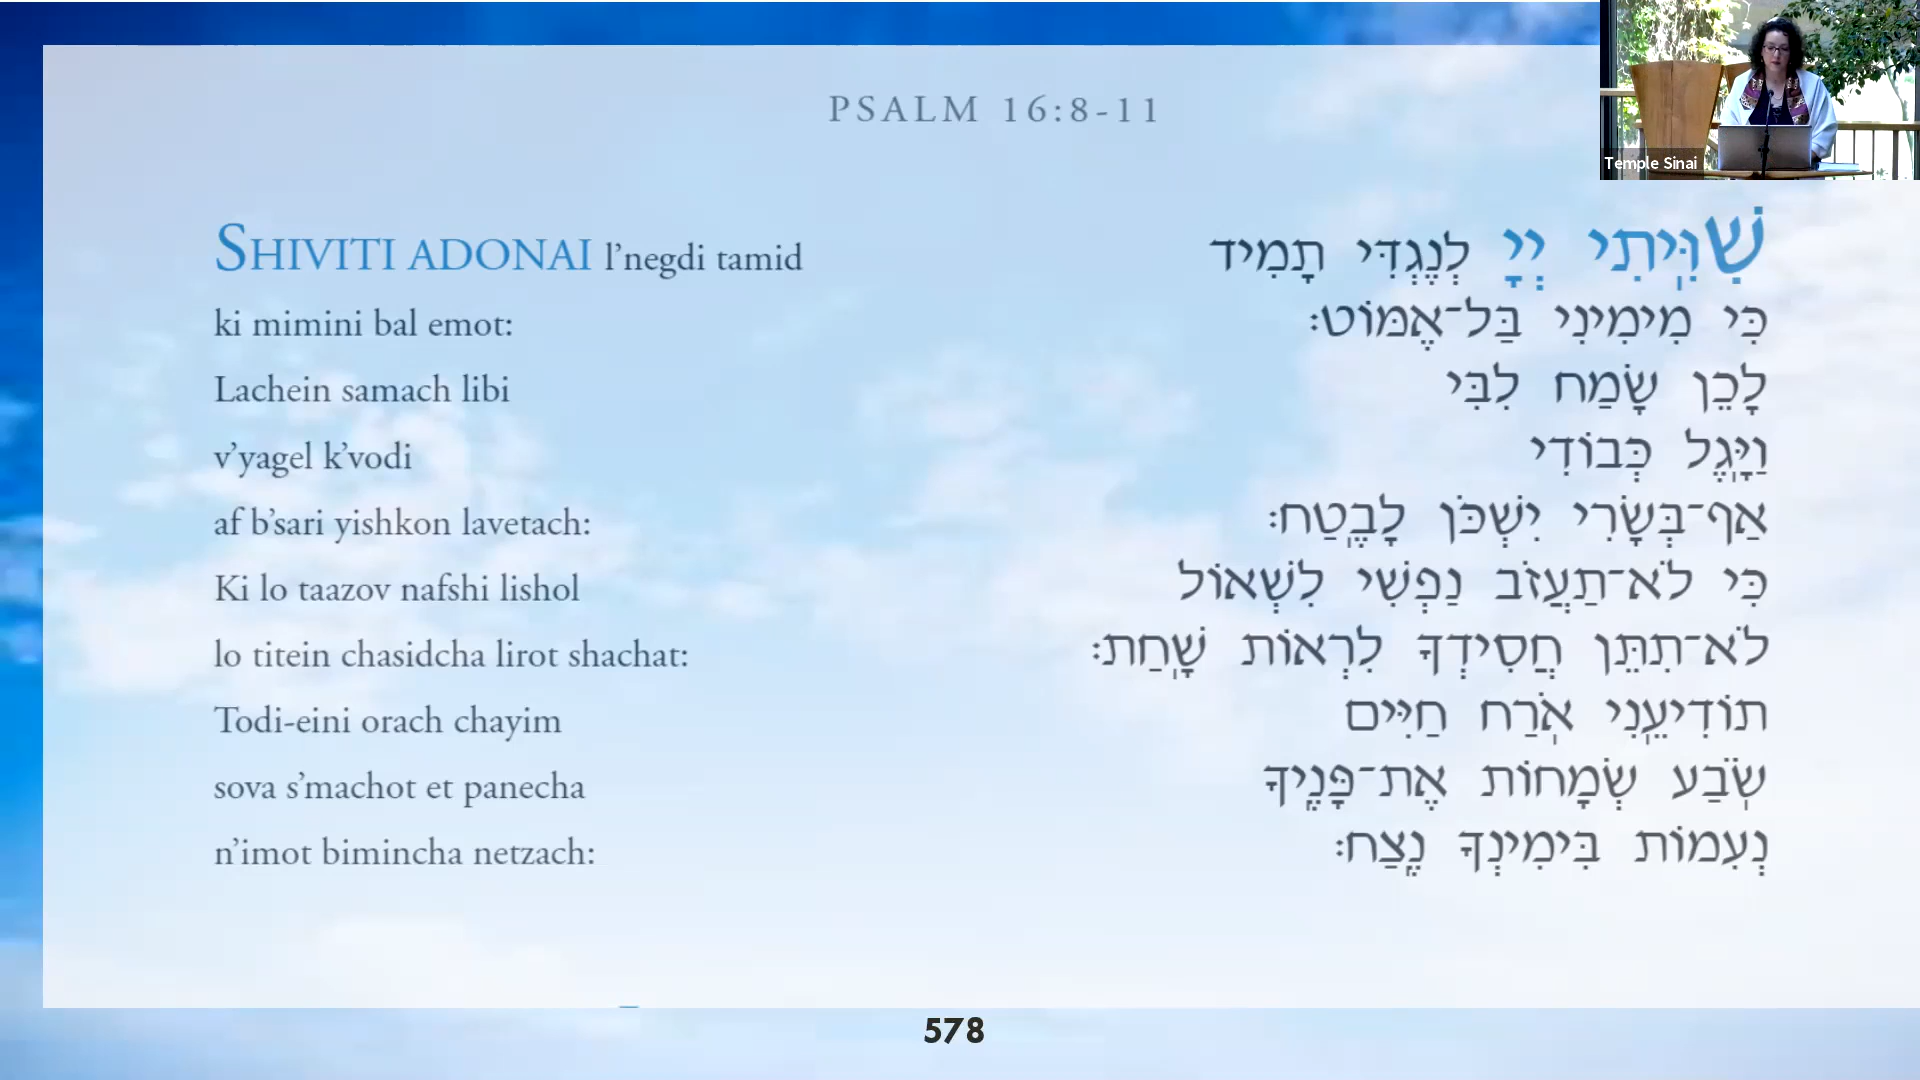 PSALM 16:8-11
Temple Sinai
SHIVITI ADONAI l’negdi tamid
ki mimini bal emot:
Lachein samach libi
v’yagel k’vodi
af b’sari yishkon lavetach:
Ki lo taazov nafshi lishol
lo titein chasidcha lirot shachat:
Todi-eini orach chayim
sova s’machot et panecha
n’imot bimincha netzach:
שִׁוִּֽיתִי יְיָ לְנֶגְדִּי תָמִיד
כִּי מִימִינִי בַּל־אֶמּוֹט׃
לָכֵן שָׂמַח לִבִּי
וַיָּֽגֶל כְּבוֹדִי
אַף־בְּשָׂרִי יִשְׁכֹּן לָבֶֽטַח׃
כִּי לֹא־תַעֲזֹב נַפְשִׁי לִשְׁאוֹל
לֹא־תִתֵּן חֲסִידְךָ לִרְאוֹת שָֽׁחַת׃
תוֹדִיעֵֽנִי אֹֽרַח חַיִּים
שֹֽׂבַע שְׂמָחוֹת אֶת־פָּנֶֽיךָ
נְעִמוֹת בִּימִינְךָ נֶֽצַח׃
578